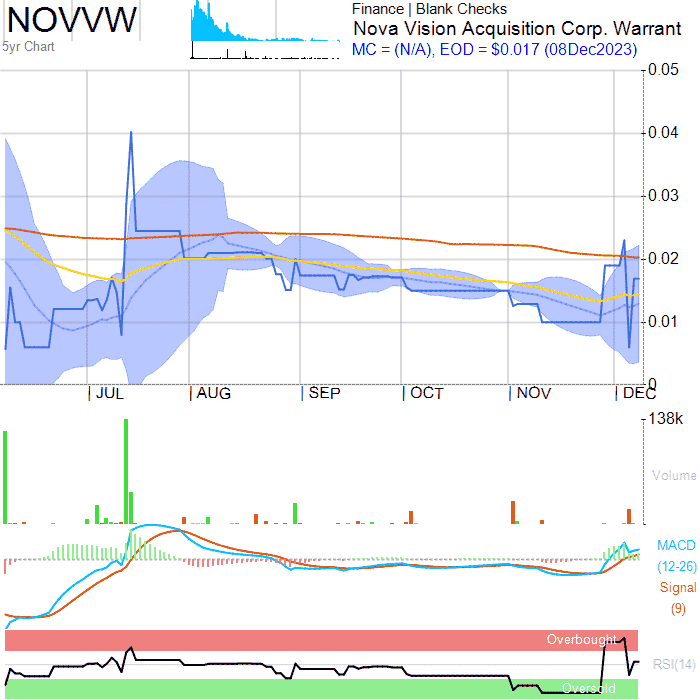 NOVVW
5yr Chart
Finance | Blank Checks
Nova Vision Acquisition Corp. Warrant
MC = (N/A), EOD = $0.017 (08Dec2023)
0.05
0.04
0.03
0.02
0.01
0
JUL AUG SEP OCT NOV DEC
138k
Volume
MACD
(12-26)
Signal
(9)
Overbought
RSI(14)
Oversold